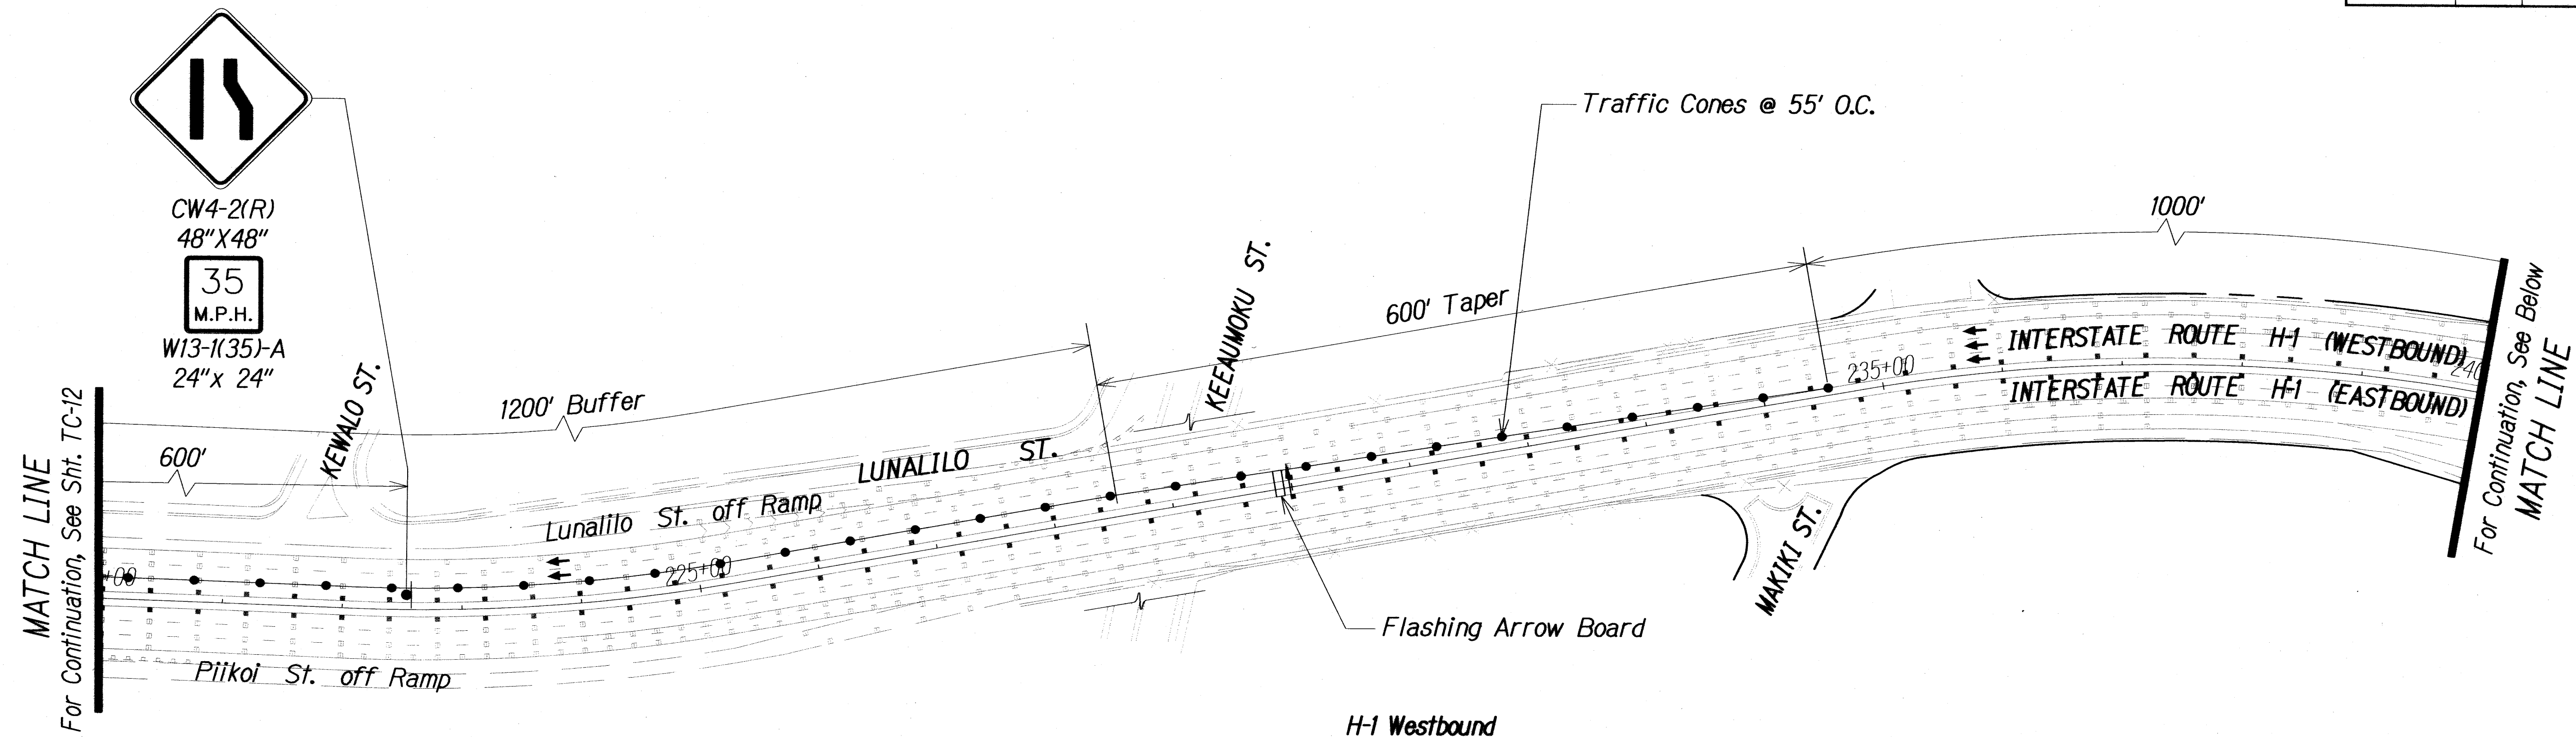 CW4-2(R)
48"X48"
35
M.P.H.
W13-1(35)-A
24"x 24"
MATCH LINE
For Continuation, See Sht. TC-12
600'
KEWALO ST.
1200' Buffer
Lunalilo St. off Ramp
LUNALILO ST.
KEEAUMOKU ST.
600' Taper
Traffic Cones @ 55' O.C.
1000'
235+00
INTERSTATE ROUTE H-1 (WESTBOUND)
INTERSTATE ROUTE H-1 (EASTBOUND)
240
+00
225+00
Piikoi St. off Ramp
Flashing Arrow Board
MAKIKI ST.
For Continuation, See Below
MATCH LINE
H-1 Westbound